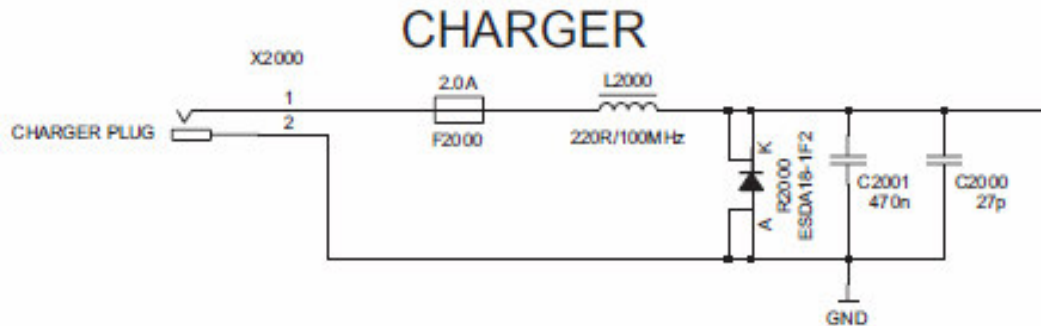 CHARGER
X2000
1
2
CHARGER PLUG
2.0A
F2000
L2000
220R/100MHz
K
A
R2000
ESDA18-1F2
C2001
470n
C2000
27p
GND